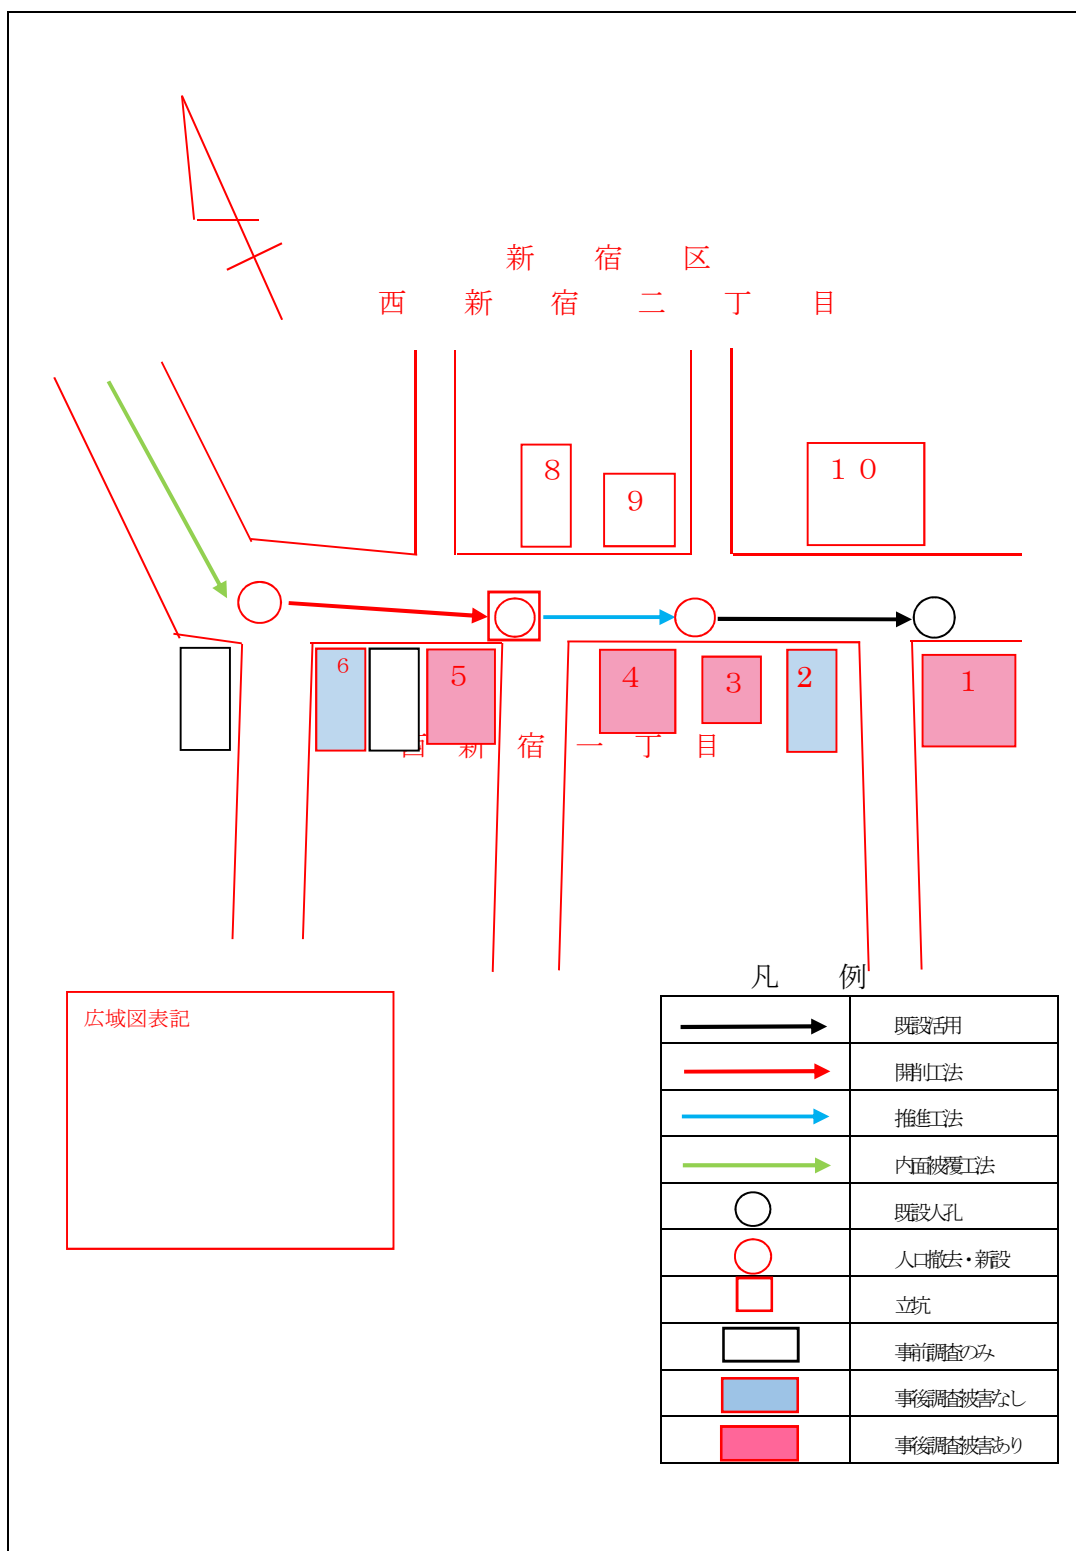 新宿区
西新宿二丁目
8
9
10
6
5
4
3
2
1
西新宿一丁目
凡例
広域図表記
既設活用
開削工法
推進工法
内面被覆工法
既設人孔
人口撤去・新設
立坑
事前調査のみ
事後調査被害なし
事後調査被害あり